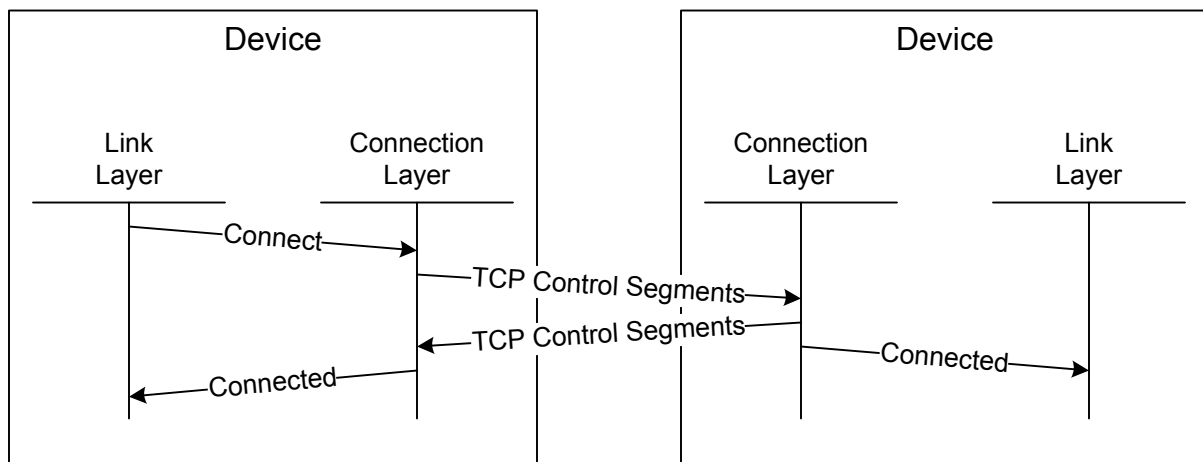 Device
Device
Link
Layer
Connection
Layer
Connection
Layer
Link
Layer
Connect
TCP Control Segments
TCP Control Segments
Connected
Connected